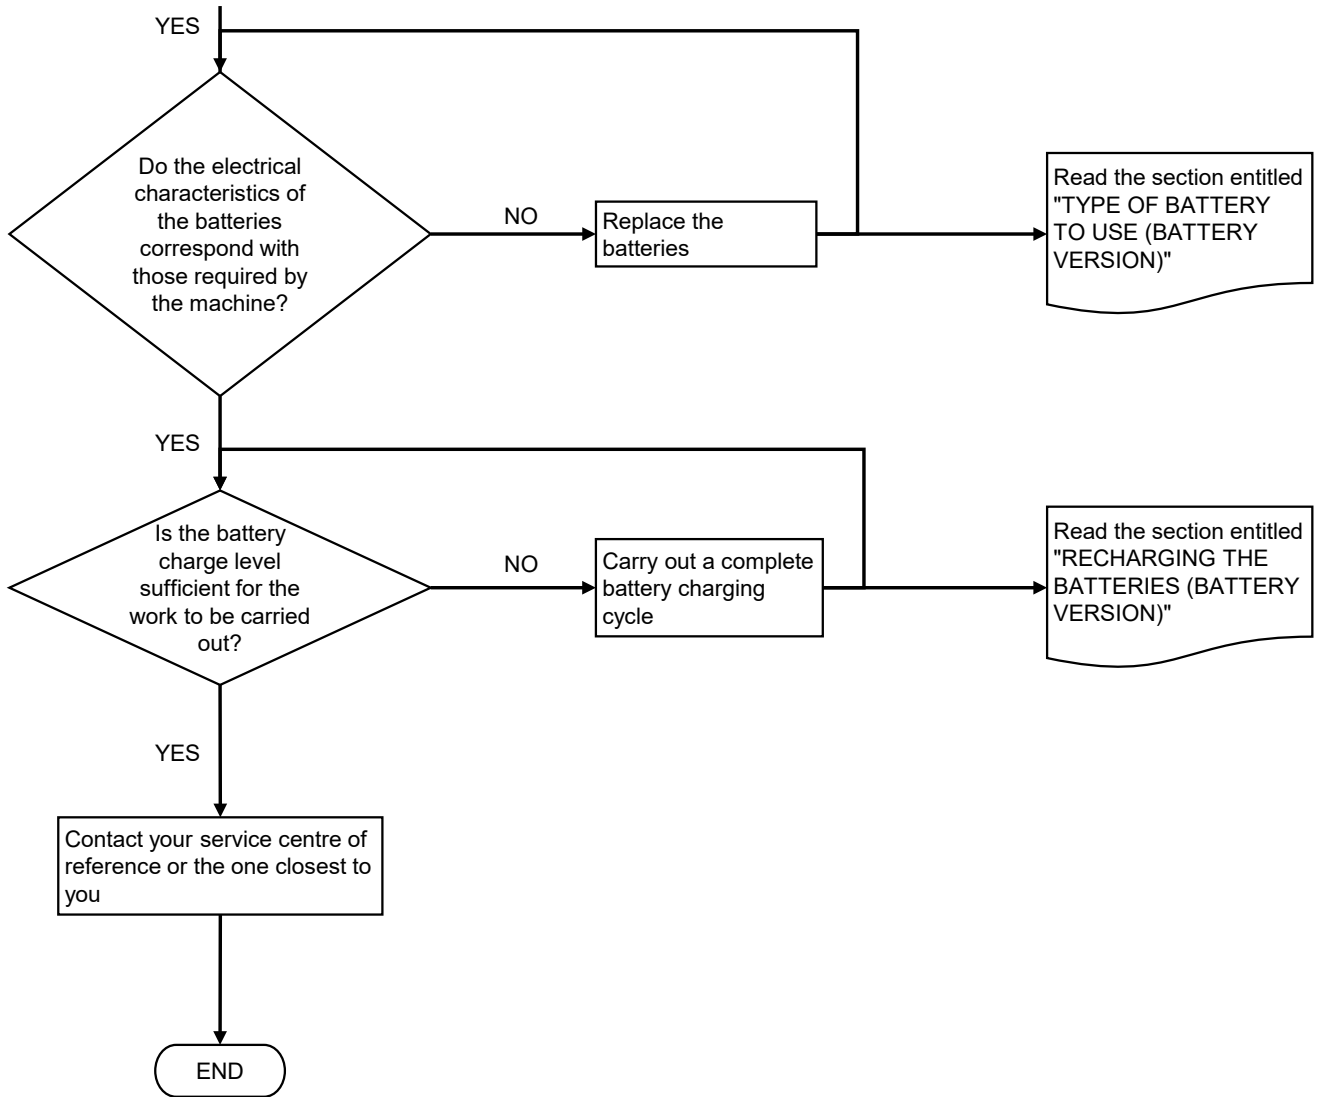 YES
Do the electrical
characteristics of
the batteries
correspond with
those required by
the machine?
NO
Replace the
batteries
Read the section entitled
"TYPE OF BATTERY
TO USE (BATTERY
VERSION)"
YES
Is the battery
charge level
sufficient for the
work to be carried
out?
NO
Carry out a complete
battery charging
cycle
Read the section entitled
"RECHARGING THE
BATTERIES (BATTERY
VERSION)"
YES
Contact your service centre of
reference or the one closest to
you
END